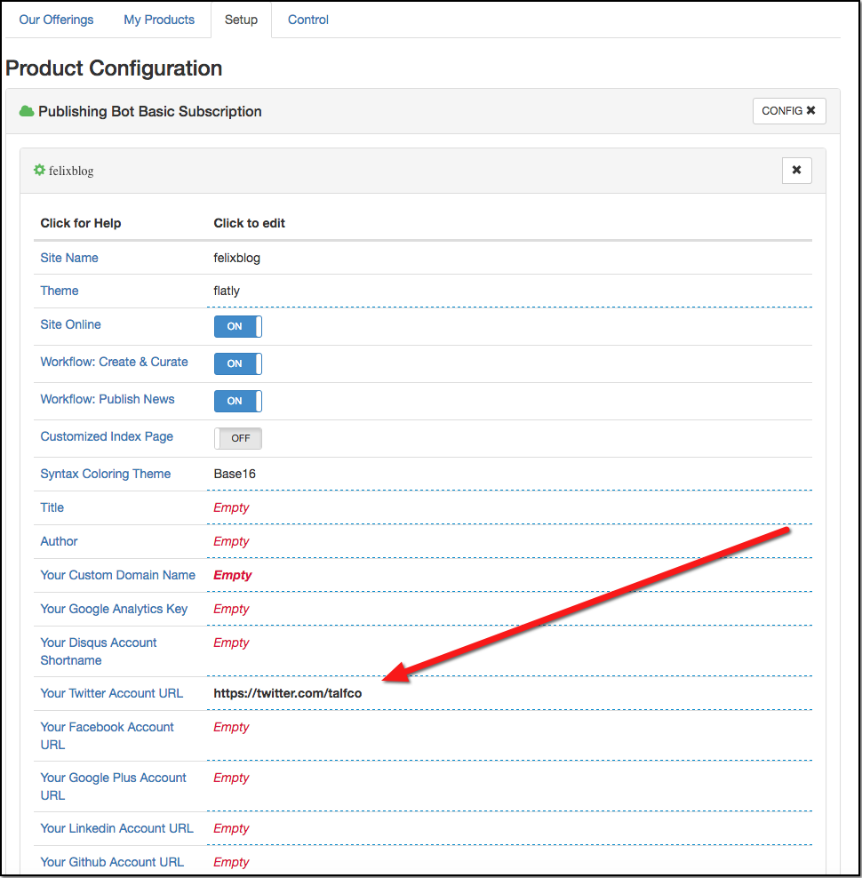 Our Offerings My Products Setup Control
Product Configuration
Publishing Bot Basic Subscription CONFIG ✖
felixblog ✖
Click for Help Click to edit
Site Name felixblog
Theme flatly
Site Online ON
Workflow: Create & Curate ON
Workflow: Publish News ON
Customized Index Page OFF
Syntax Coloring Theme Base16
Title Empty
Author Empty
Your Custom Domain Name Empty
Your Google Analytics Key Empty
Your Disqus Account Empty
Shortname
Your Twitter Account URL https://twitter.com/talfco
Your Facebook Account Empty
URL
Your Google Plus Account Empty
URL
Your Linkedin Account URL Empty
Your Github Account URL Empty